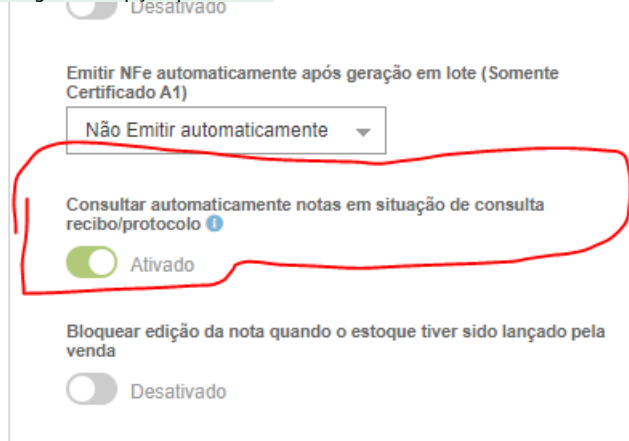 Desativado
Emitir NFe automaticamente após geração em lote (Somente
Certificado A1)
Não Emitir automaticamente
Consultar automaticamente notas em situação de consulta
recibo/protocolo
Ativado
Bloquear edição da nota quando o estoque tiver sido lançado pela
venda
Desativado